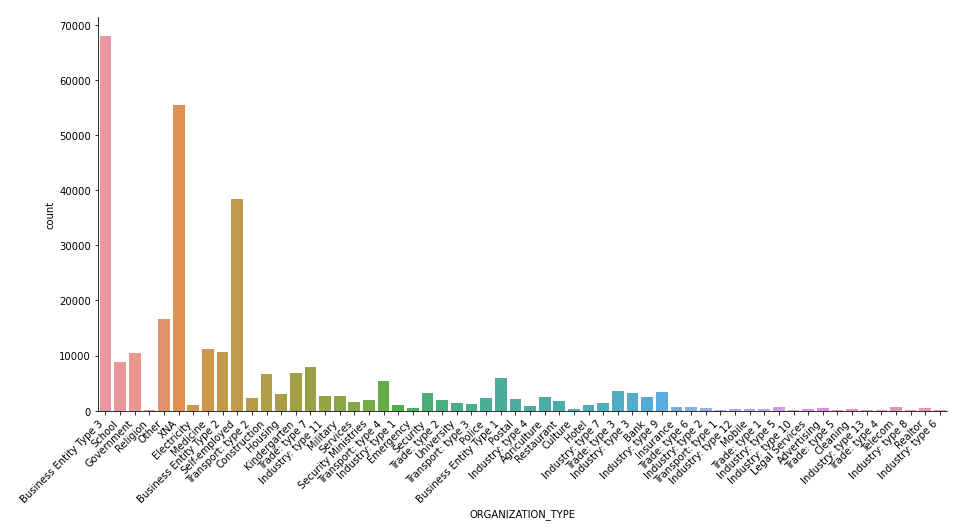 70000
60000
50000
40000
30000
20000
10000
0
count
Business Entity Type 3
School
Government
Religion
Other
XNA
Electricity
Medicine
Business Entity Type 2
Self-employed
Transport: type 2
Construction
Housing
Kindergarten
Trade: type 7
Industry: type 11
Military
Services
Security Ministries
Transport: type 4
Industry: type 1
Emergency
Security
Trade: type 2
University
Transport: type 3
Police
Business Entity Type 1
Postal
Industry: type 4
Agriculture
Restaurant
Culture
Hotel
Industry: type 7
Trade: type 3
Industry: type 3
Bank
Industry: type 9
Insurance
Trade: type 6
Industry: type 2
Transport: type 1
Industry: type 12
Mobile
Trade: type 1
Industry: type 5
Industry: type 10
Legal Services
Advertising
Trade: type 5
Cleaning
Industry: type 13
Trade: type 4
Telecom
Industry: type 8
Realtor
Industry: type 6
ORGANIZATION_TYPE